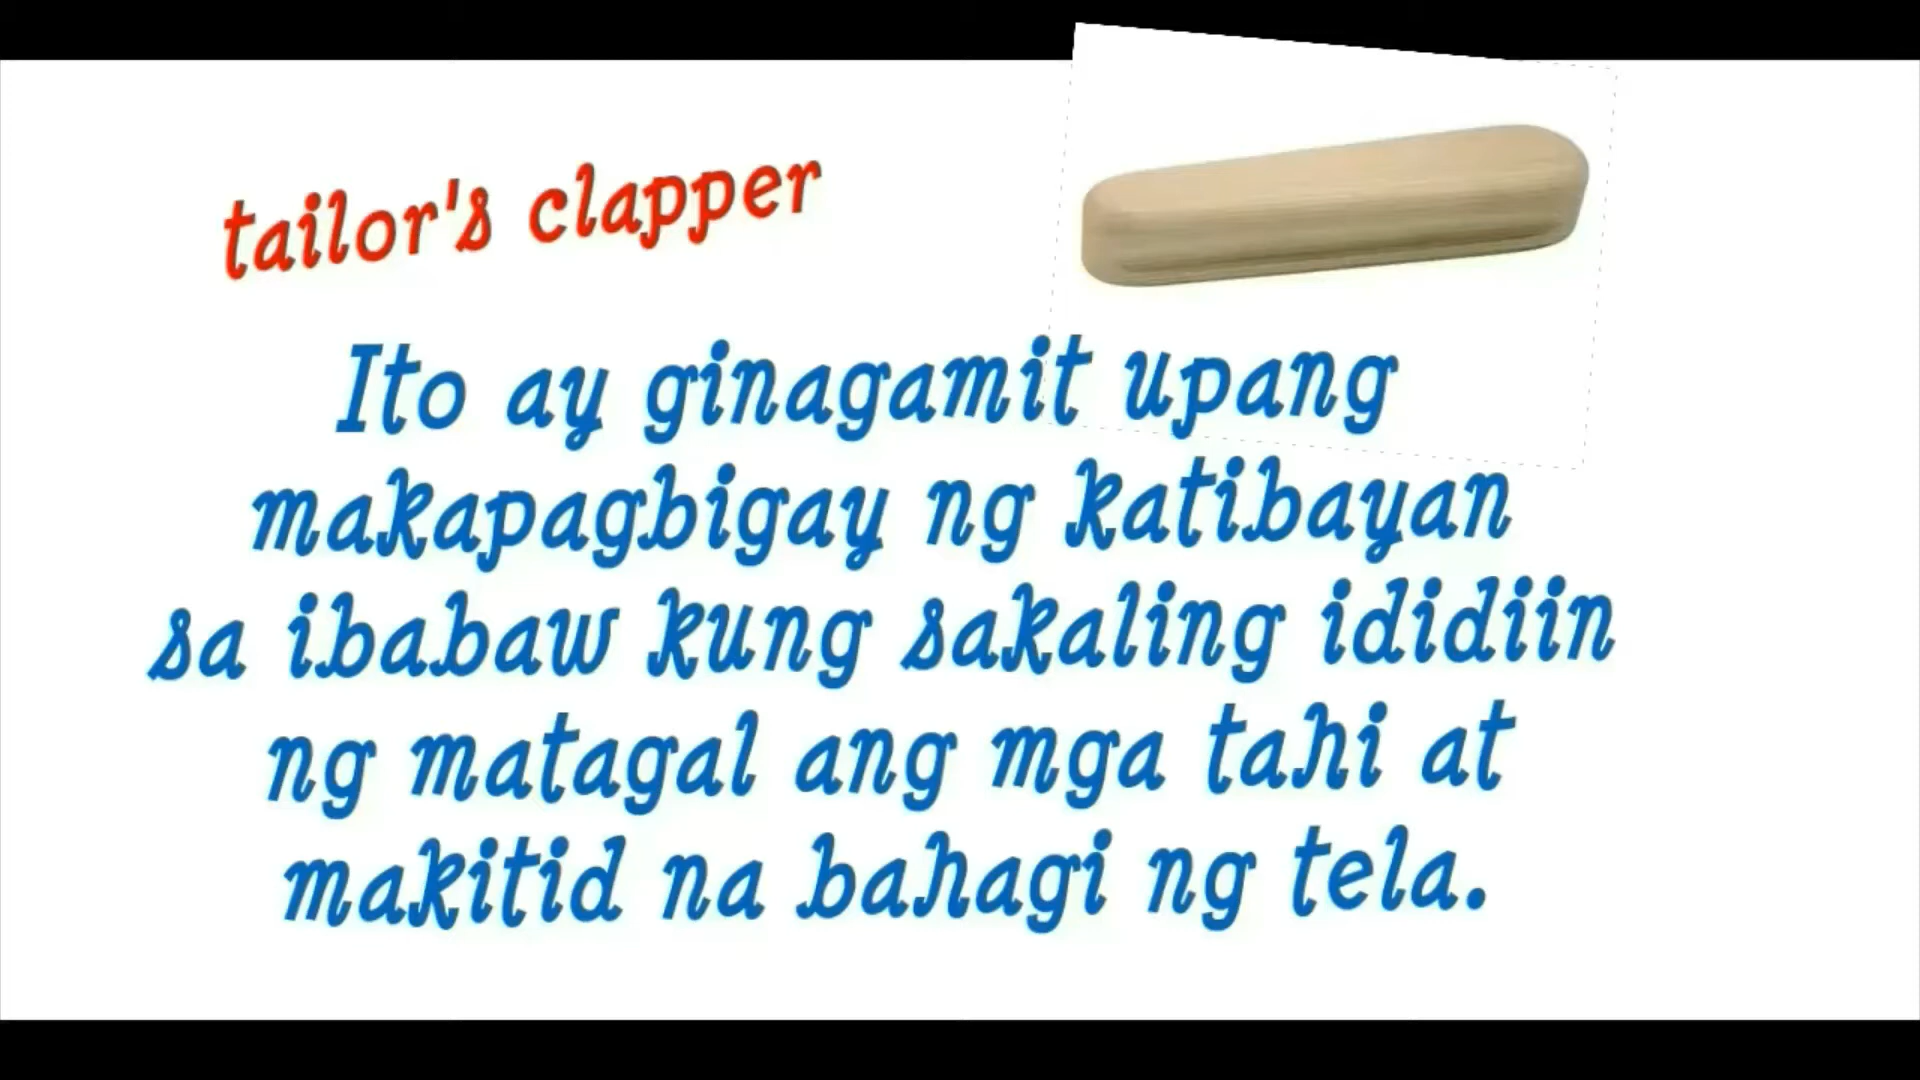 tailor's clapper
Ito ay ginagamit upang
makapagbigay ng katibayan
sa ibabaw kung sakaling ididiin
ng matagal ang mga tahi at
makitid na bahagi ng tela.